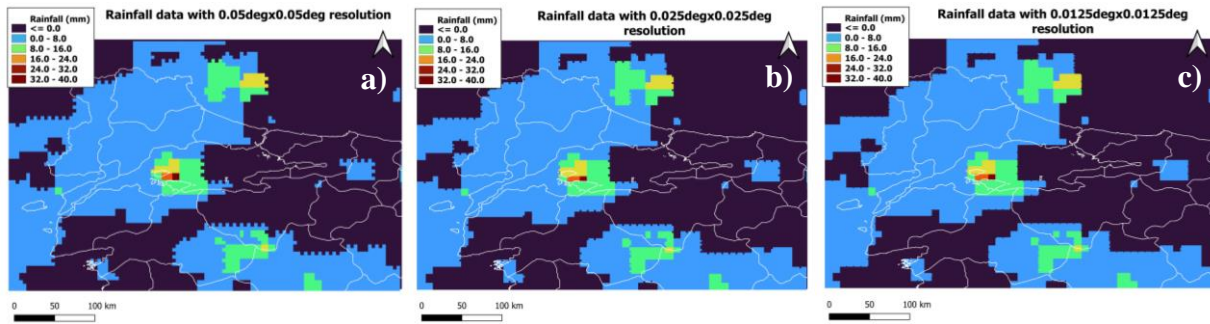 Rainfall data with 0.05degx0.05deg resolution
Rainfall (mm)
<= 0.0
0.0 - 8.0
8.0 - 16.0
16.0 - 24.0
24.0 - 32.0
32.0 - 40.0
a)
0 50 100 km
Rainfall data with 0.025degx0.025deg
resolution
Rainfall (mm)
<= 0.0
0.0 - 8.0
8.0 - 16.0
16.0 - 24.0
24.0 - 32.0
32.0 - 40.0
b)
0 50 100 km
Rainfall data with 0.0125degx0.0125deg
resolution
Rainfall (mm)
<= 0.0
0.0 - 8.0
8.0 - 16.0
16.0 - 24.0
24.0 - 32.0
32.0 - 40.0
c)
0 50 100 km